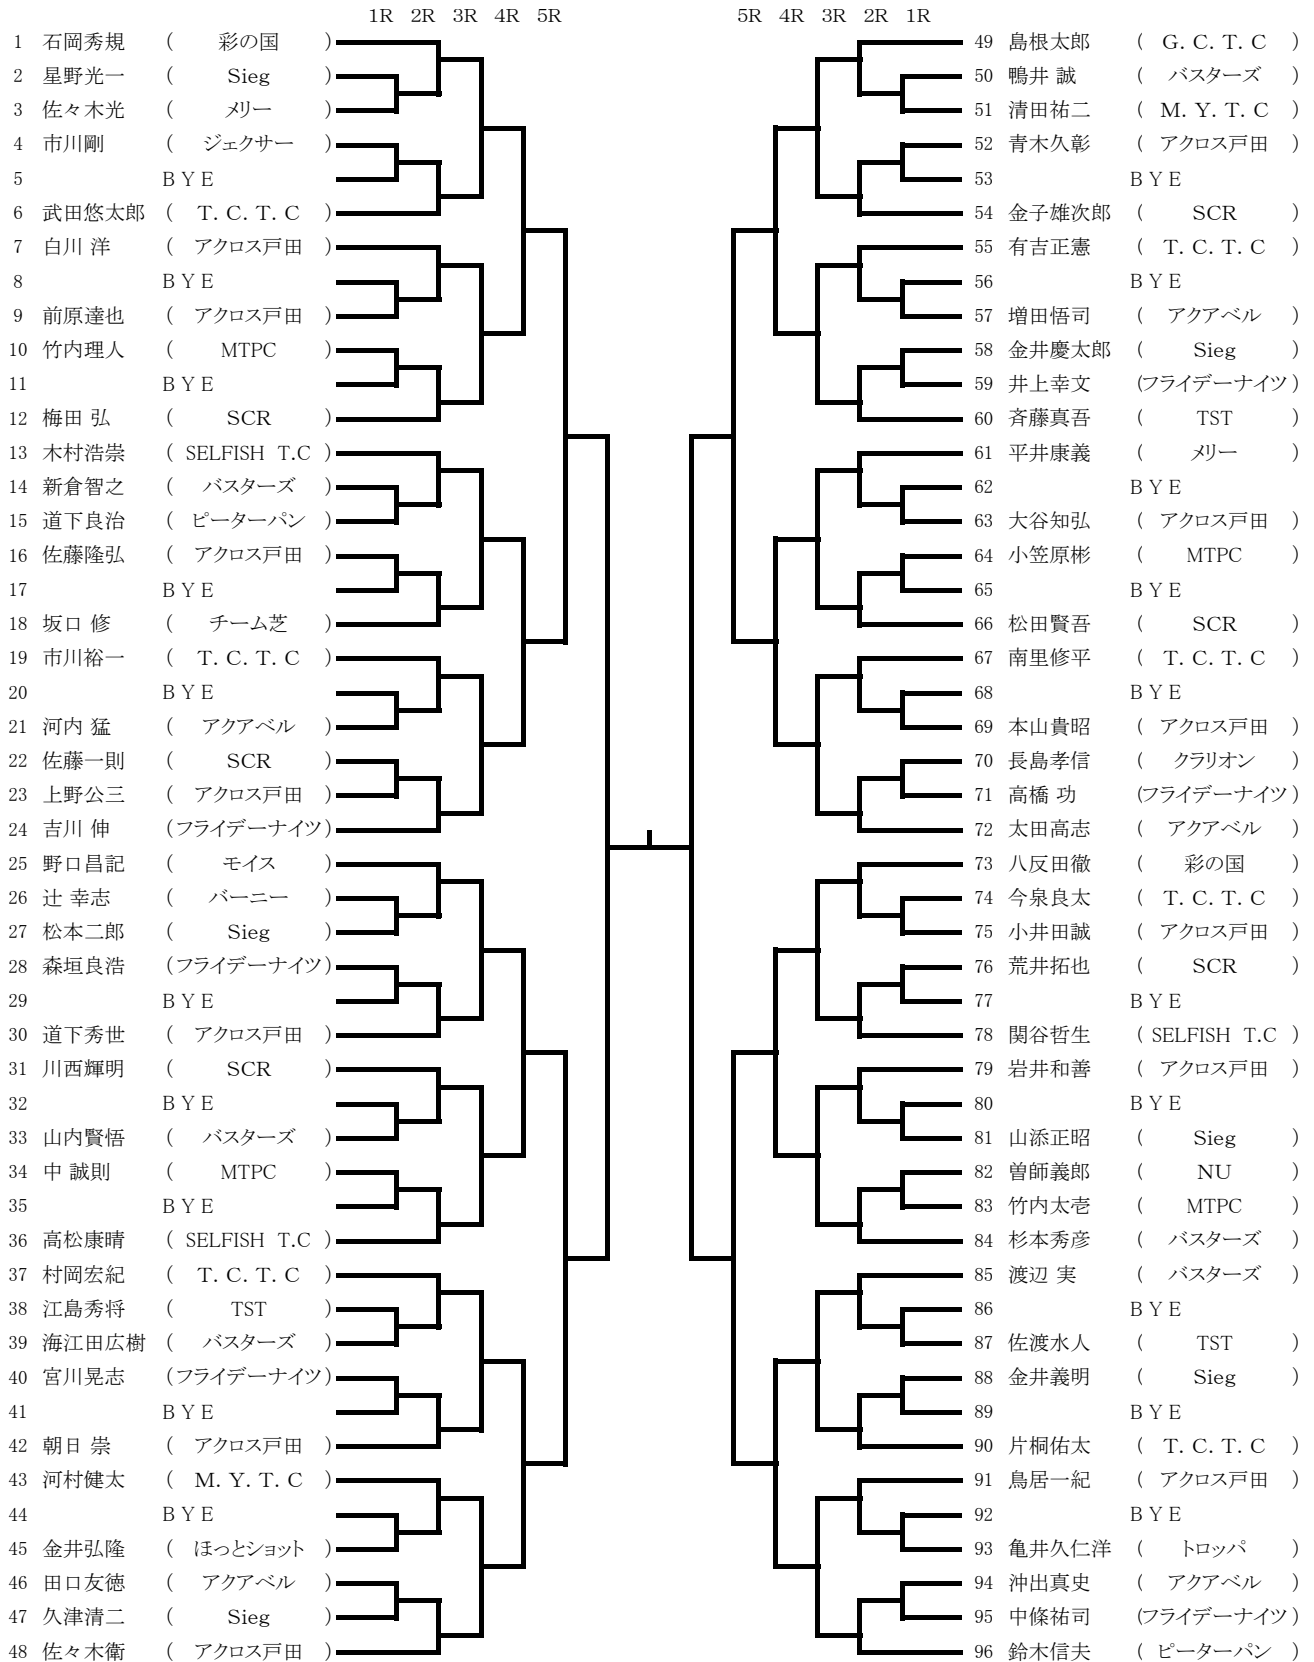 1R 2R 3R 4R 5R
1 石岡秀規 ( 彩の国 )
2 星野光一 ( Sieg )
3 佐々木光 ( メリー )
4 市川剛 ( ジェクサー )
5 BYE
6 武田悠太郎 ( T.C.T.C )
7 白川 洋 ( アクロス戸田 )
8 BYE
9 前原達也 ( アクロス戸田 )
10 竹内理人 ( MTPC )
11 BYE
12 梅田 弘 ( SCR )
13 木村浩崇 ( SELFISH T.C )
14 新倉智之 ( バスターズ )
15 道下良治 ( ピーターパン )
16 佐藤隆弘 ( アクロス戸田 )
17 BYE
18 坂口 修 ( チーム芝 )
19 市川裕一 ( T.C.T.C )
20 BYE
21 河内 猛 ( アクアベル )
22 佐藤一則 ( SCR )
23 上野公三 ( アクロス戸田 )
24 吉川 伸 (フライデーナイツ)
25 野口昌記 ( モイス )
26 辻 幸志 ( バーニー )
27 松本二郎 ( Sieg )
28 森垣良浩 (フライデーナイツ)
29 BYE
30 道下秀世 ( アクロス戸田 )
31 川西輝明 ( SCR )
32 BYE
33 山内賢悟 ( バスターズ )
34 中 誠則 ( MTPC )
35 BYE
36 高松康晴 ( SELFISH T.C )
37 村岡宏紀 ( T.C.T.C )
38 江島秀将 ( TST )
39 海江田広樹 ( バスターズ )
40 宮川晃志 (フライデーナイツ)
41 BYE
42 朝日 崇 ( アクロス戸田 )
43 河村健太 ( M.Y.T.C )
44 BYE
45 金井弘隆 ( ほっとショット )
46 田口友徳 ( アクアベル )
47 久津清二 ( Sieg )
48 佐々木衛 ( アクロス戸田 )
5R 4R 3R 2R 1R
49 島根太郎 ( G.C.T.C )
50 鴨井 誠 ( バスターズ )
51 清田祐二 ( M.Y.T.C )
52 青木久彰 ( アクロス戸田 )
53 BYE
54 金子雄次郎 ( SCR )
55 有吉正憲 ( T.C.T.C )
56 BYE
57 増田悟司 ( アクアベル )
58 金井慶太郎 ( Sieg )
59 井上幸文 (フライデーナイツ)
60 斉藤真吾 ( TST )
61 平井康義 ( メリー )
62 BYE
63 大谷知弘 ( アクロス戸田 )
64 小笠原彬 ( MTPC )
65 BYE
66 松田賢吾 ( SCR )
67 南里修平 ( T.C.T.C )
68 BYE
69 本山貴昭 ( アクロス戸田 )
70 長島孝信 ( クラリオン )
71 高橋 功 (フライデーナイツ)
72 太田高志 ( アクアベル )
73 八反田徹 ( 彩の国 )
74 今泉良太 ( T.C.T.C )
75 小井田誠 ( アクロス戸田 )
76 荒井拓也 ( SCR )
77 BYE
78 関谷哲生 ( SELFISH T.C )
79 岩井和善 ( アクロス戸田 )
80 BYE
81 山添正昭 ( Sieg )
82 曽師義郎 ( NU )
83 竹内太壱 ( MTPC )
84 杉本秀彦 ( バスターズ )
85 渡辺 実 ( バスターズ )
86 BYE
87 佐渡水人 ( TST )
88 金井義明 ( Sieg )
89 BYE
90 片桐佑太 ( T.C.T.C )
91 鳥居一紀 ( アクロス戸田 )
92 BYE
93 亀井久仁洋 ( トロッパ )
94 沖出真史 ( アクアベル )
95 中條祐司 (フライデーナイツ)
96 鈴木信夫 ( ピーターパン )